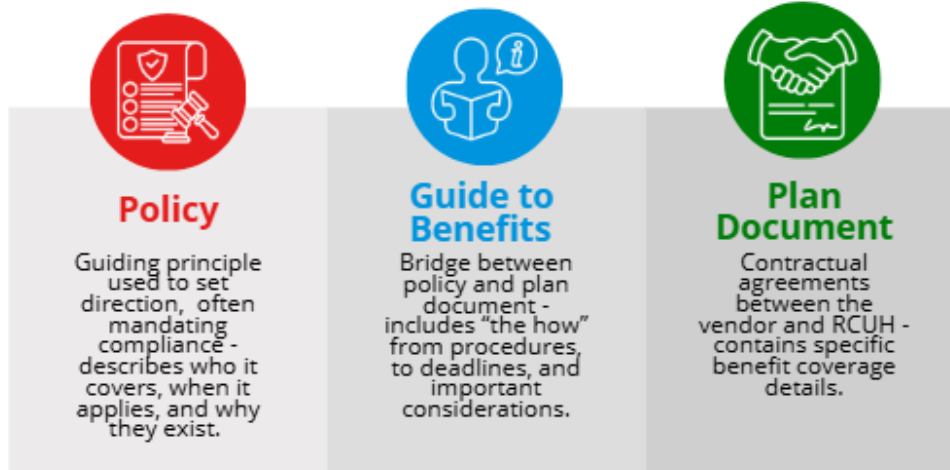 Policy
Guiding principle
used to set
direction, often
mandating
compliance -
describes who it
covers, when it
applies, and why
they exist.
Guide to
Benefits
Bridge between
policy and plan
document -
includes “the how”
from procedures,
to deadlines, and
important
considerations.
Plan
Document
Contractual
agreements
between the
vendor and RCUH -
contains specific
benefit coverage
details.